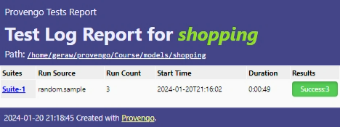 Provengo Tests Report
Test Log Report for shopping
Path: /home/geraw/provengo/Course/models/shopping
Suites Run Source Run Count Start Time Duration Results
Suite-1 random.sample 3 2024-01-20T21:16:02 0:00:49 Success:3
2024-01-20 21:18:45 Created with Provengo.